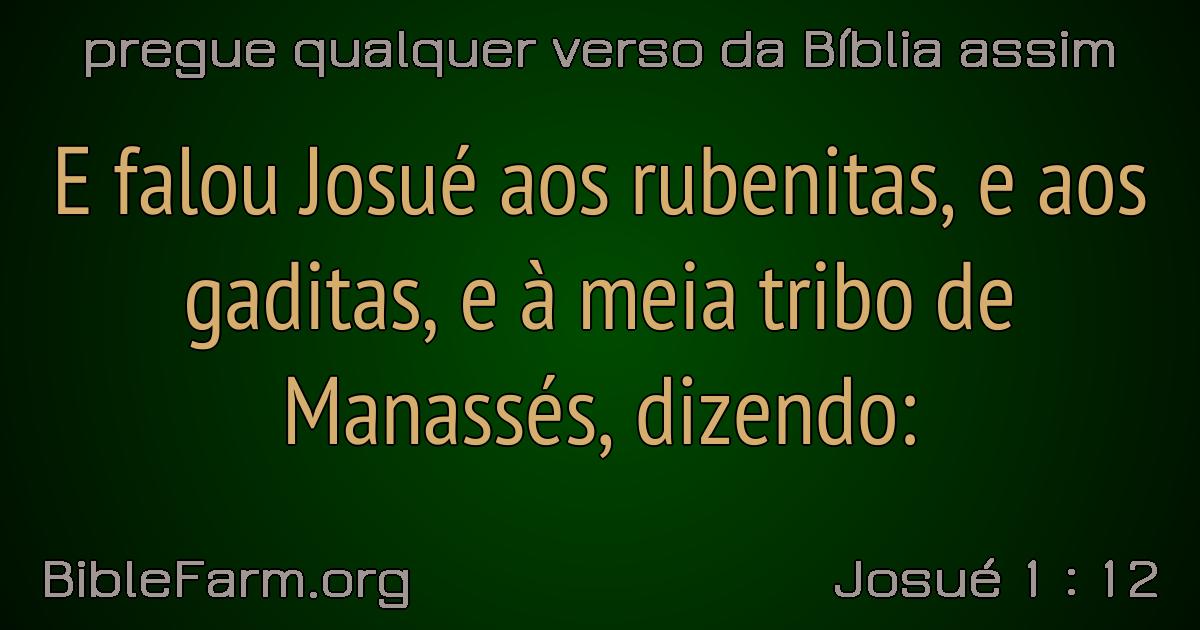 pregue qualquer verso da Bíblia assim
E falou Josué aos rubenitas, e aos
gaditas, e à meia tribo de
Manassés, dizendo:
BibleFarm.org
Josué 1 : 12